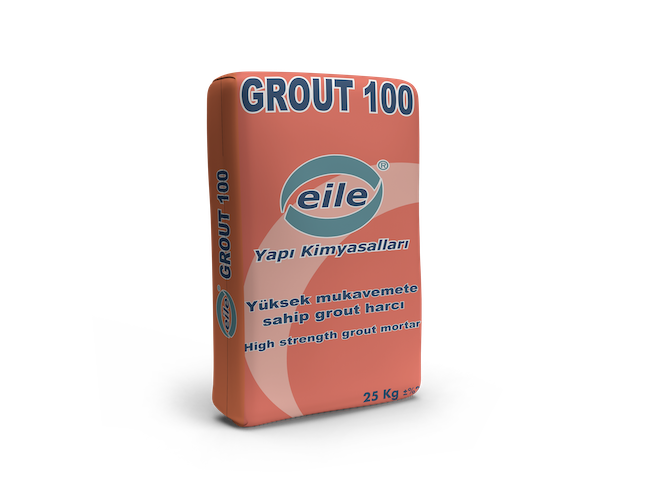 GROUT 100
eile
®
Yapı Kimyasalları
Yüksek mukavemete
sahip grout harcı
High strength grout mortar
25 Kg
GROUT 100
eile
®